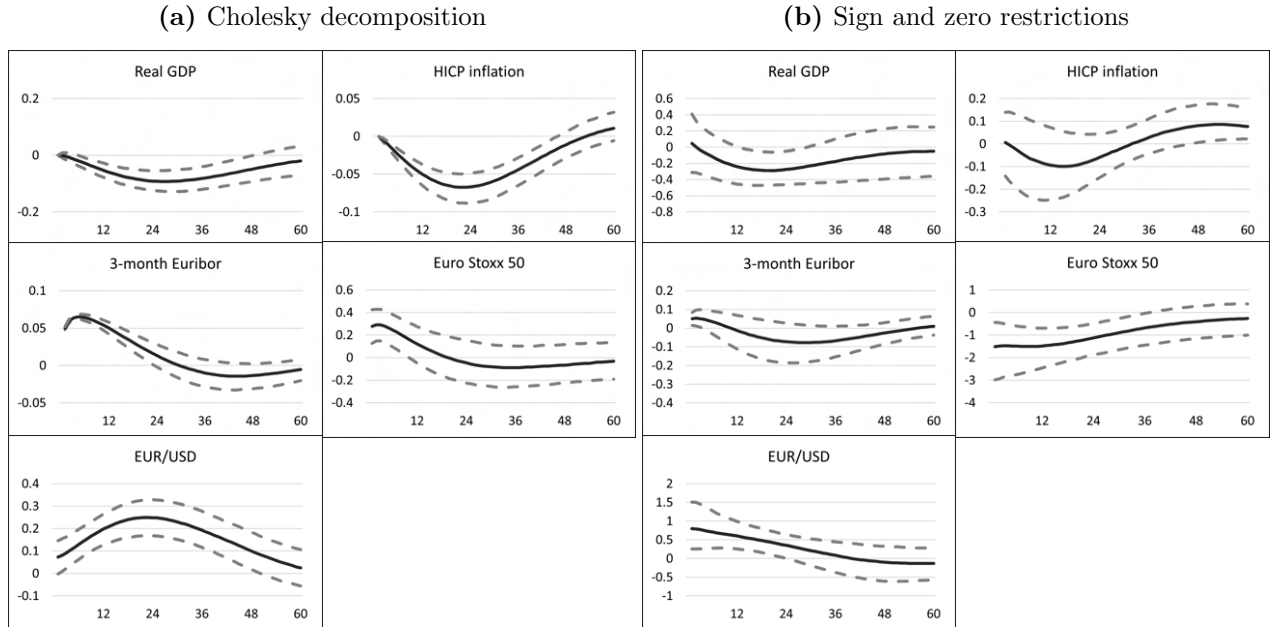 (a) Cholesky decomposition
(b) Sign and zero restrictions
Real GDP
0.2
0
-0.2
12 24 36 48 60
HICP inflation
0.05
0
-0.05
-0.1
12 24 36 48 60
3-month Euribor
0.1
0.05
0
-0.05
12 24 36 48 60
Euro Stoxx 50
0.6
0.4
0.2
0
-0.2
-0.4
12 24 36 48 60
EUR/USD
0.4
0.3
0.2
0.1
0
-0.1
12 24 36 48 60
Real GDP
0.6
0.4
0.2
0
-0.2
-0.4
-0.6
-0.8
12 24 36 48 60
HICP inflation
0.2
0.1
0
-0.1
-0.2
-0.3
12 24 36 48 60
3-month Euribor
0.2
0.1
0
-0.1
-0.2
-0.3
-0.4
12 24 36 48 60
Euro Stoxx 50
1
0
-1
-2
-3
-4
12 24 36 48 60
EUR/USD
2
1.5
1
0.5
0
-0.5
-1
12 24 36 48 60